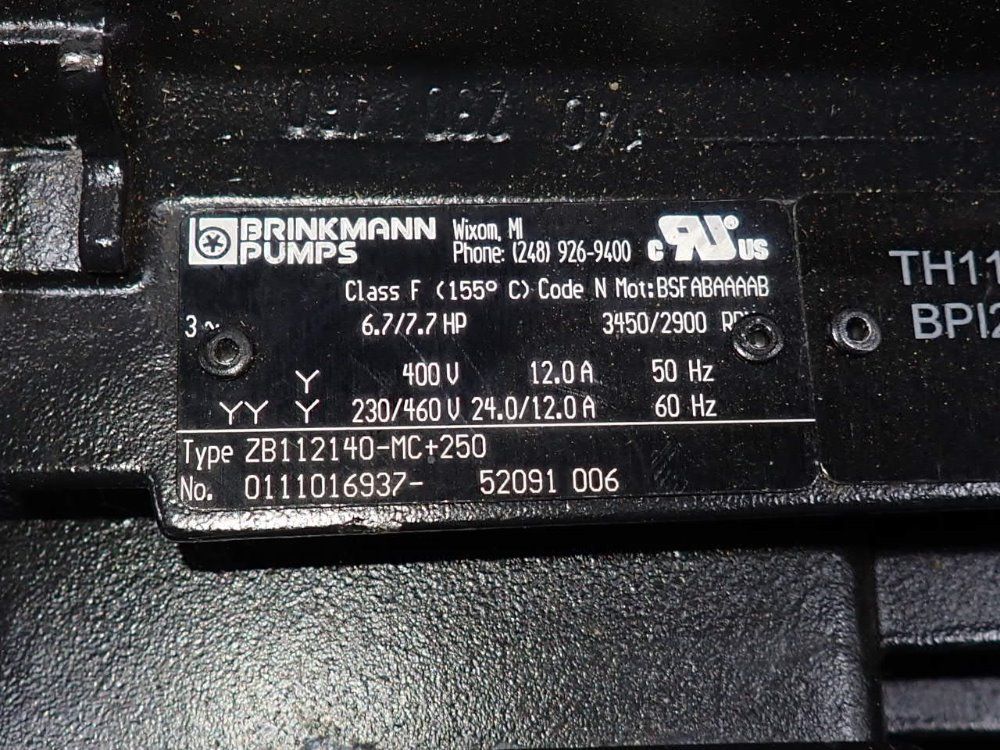 BRINKMANN
PUMPS
Wixom, MI
Phone: (248) 926-9400
c RU® US
Class F (155° C) Code N Mot:BSFABAAAAB
3~ 6.7/7.7 HP 3450/2900
Y 400 V 12.0 A 50 Hz
YY Y 230/460 V 24.0/12.0 A 60 Hz
Type ZB112140-MC+250
No. 0111016937- 52091 006
TH11
BPI2